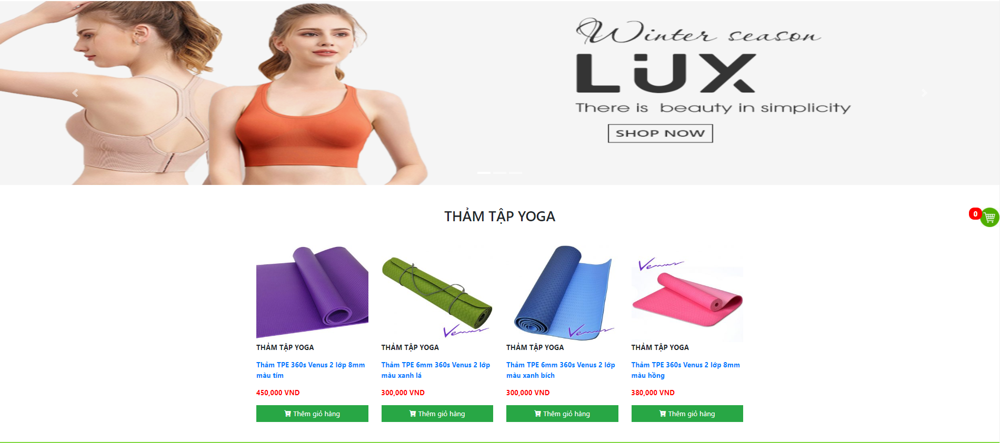 Winter season
LUX
There is beauty in simplicity
SHOP NOW
THẢM TẬP YOGA
0
Venus
Venus
Venus
THẢM TẬP YOGA
THẢM TẬP YOGA
THẢM TẬP YOGA
THẢM TẬP YOGA
Thảm TPE 360s Venus 2 lớp 8mm
màu tím
Thảm TPE 6mm 360s Venus 2 lớp
màu xanh lá
Thảm TPE 6mm 360s Venus 2 lớp
màu xanh bích
Thảm TPE 360s Venus 2 lớp 8mm
màu hồng
450,000 VND
300,000 VND
300,000 VND
380,000 VND
Thêm giỏ hàng
Thêm giỏ hàng
Thêm giỏ hàng
Thêm giỏ hàng